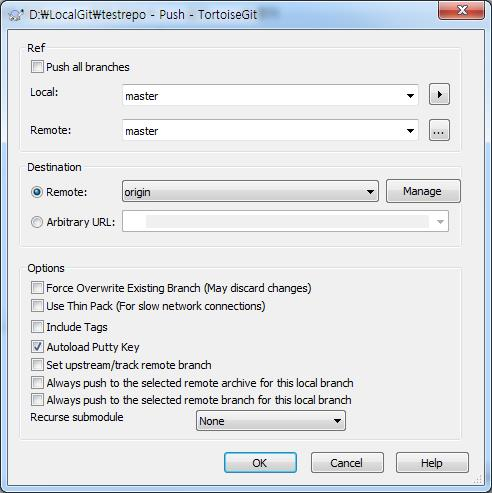 D:₩LocalGit₩testrepo - Push - TortoiseGit
Ref
Push all branches
Local:
master
Remote:
master
...
Destination
Remote:
origin
Manage
Arbitrary URL:
Options
Force Overwrite Existing Branch (May discard changes)
Use Thin Pack (For slow network connections)
Include Tags
Autoload Putty Key
Set upstream/track remote branch
Always push to the selected remote archive for this local branch
Always push to the selected remote branch for this local branch
Recurse submodule
None
OK
Cancel
Help